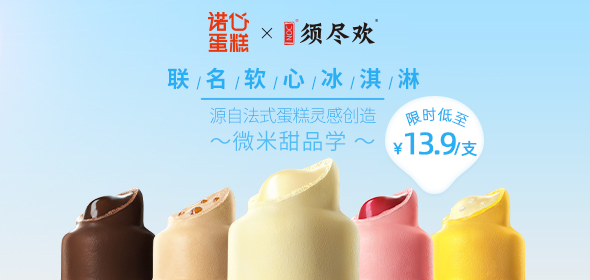 诺心蛋糕 × NOC 须尽欢
联/名/软/心/冰/淇/淋
源自法式蛋糕灵感创造
～微米甜品学～
限时低至
¥13.9/支